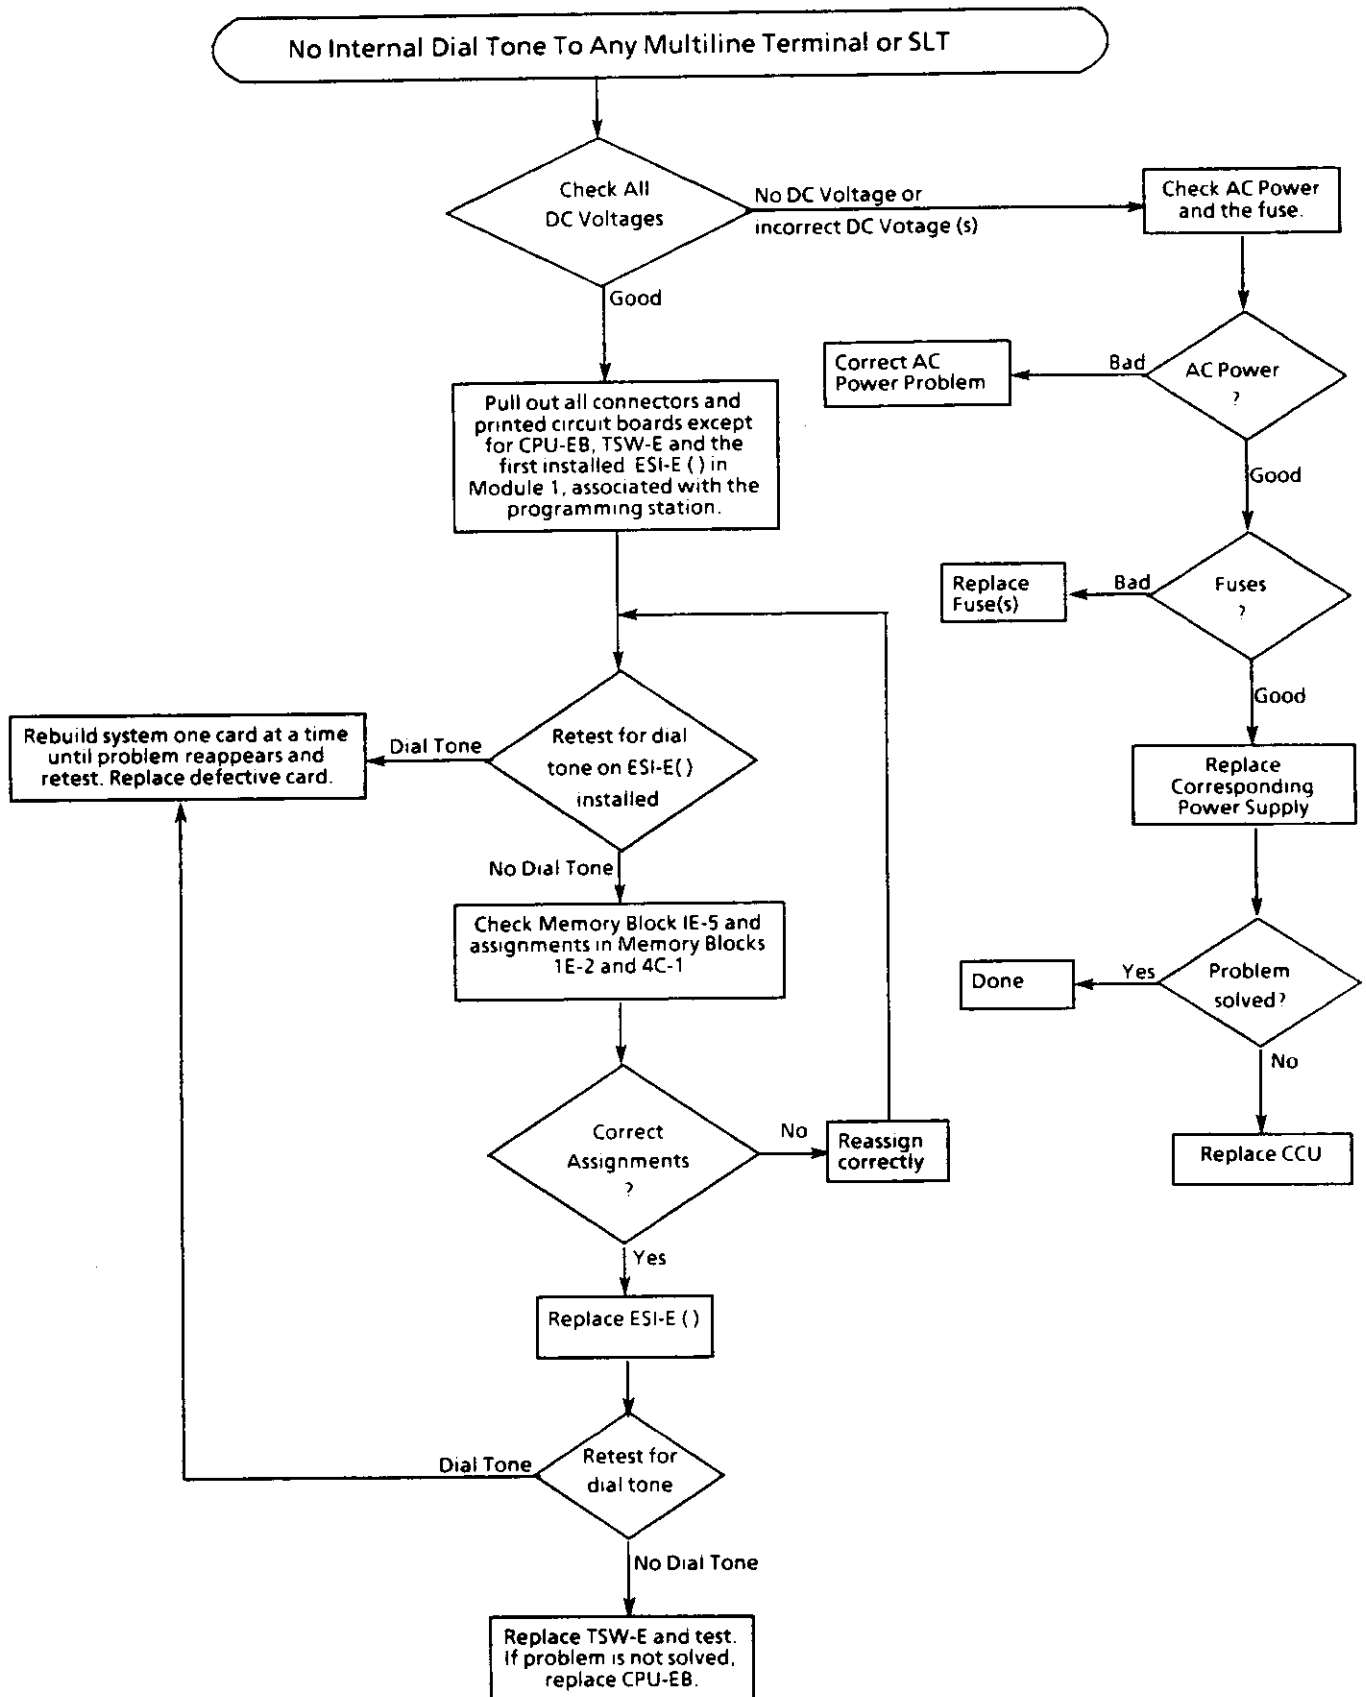 No Internal Dial Tone To Any Multiline Terminal or SLT
Check All
DC Voltages
No DC Voltage or
incorrect DC Votage (s)
Check AC Power
and the fuse.
Good
AC Power
?
Bad
Correct AC
Power Problem
Good
Pull out all connectors and
printed circuit boards except
for CPU-EB, TSW-E and the
first installed ESI-E () in
Module 1, associated with the
programming station.
Fuses
?
Bad
Replace
Fuse(s)
Good
Replace
Corresponding
Power Supply
Retest for dial
tone on ESI-E()
installed
Dial Tone
Rebuild system one card at a time
until problem reappears and
retest. Replace defective card.
No Dial Tone
Check Memory Block IE-5 and
assignments in Memory Blocks
1E-2 and 4C-1
Problem
solved?
Yes
Done
No
Replace CCU
Correct
Assignments
?
No
Reassign
correctly
Yes
Replace ESI-E ()
Retest for
dial tone
Dial Tone
No Dial Tone
Replace TSW-E and test.
If problem is not solved,
replace CPU-EB.